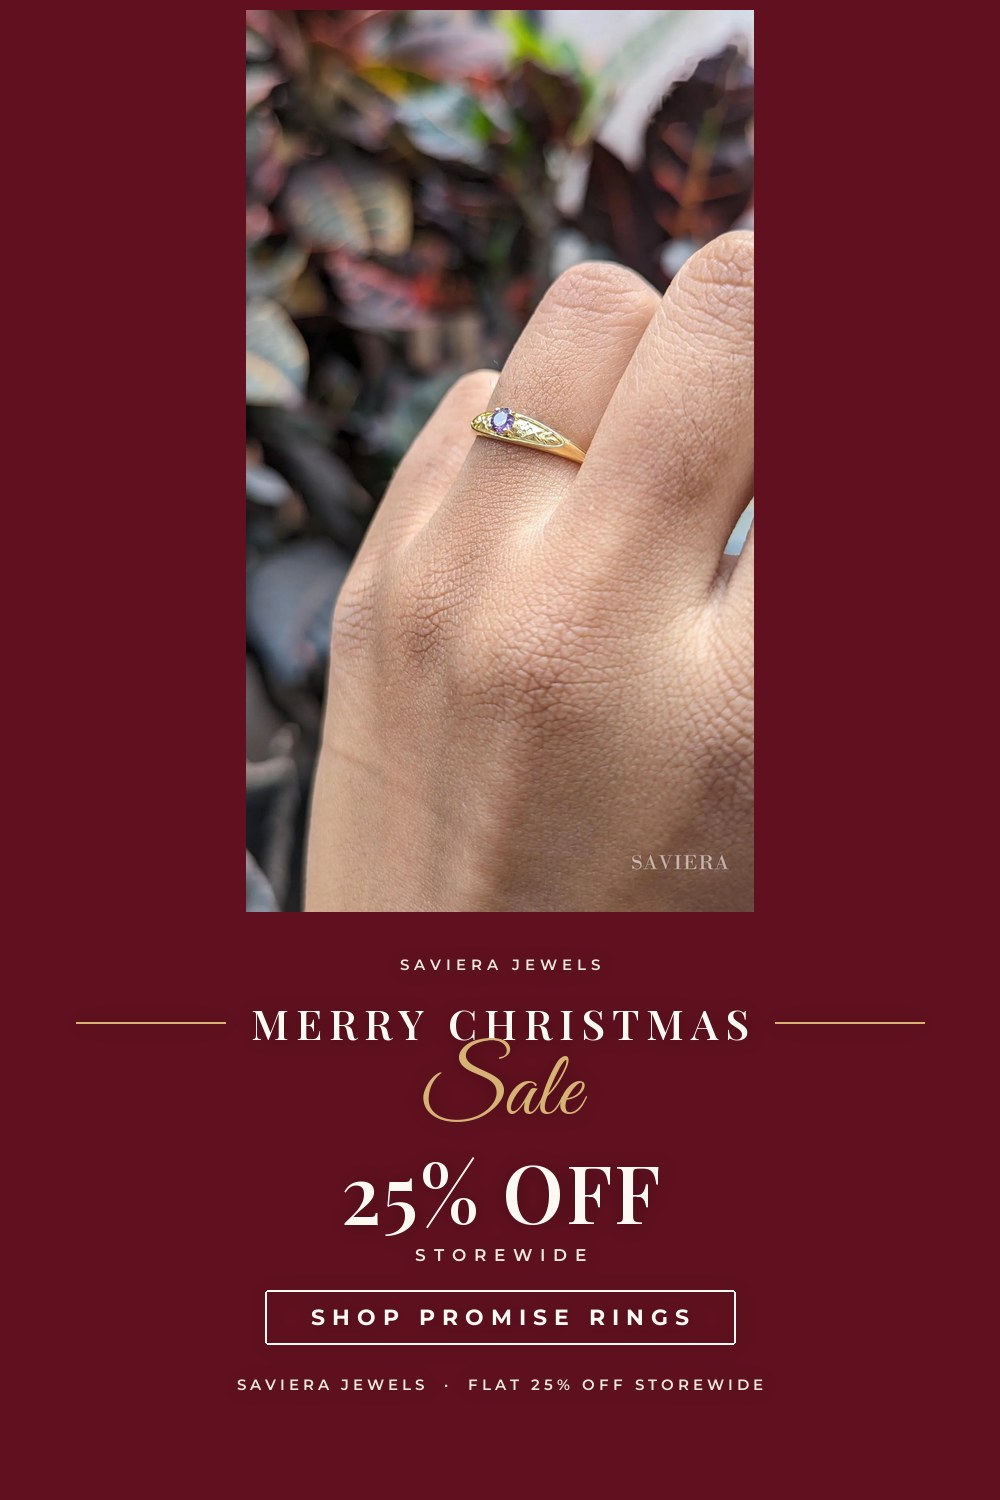 SAVIERA
SAVIERA JEWELS
MERRY CHRISTMAS
Sale
25% OFF
STOREWIDE
SHOP PROMISE RINGS
SAVIERA JEWELS · FLAT 25% OFF STOREWIDE